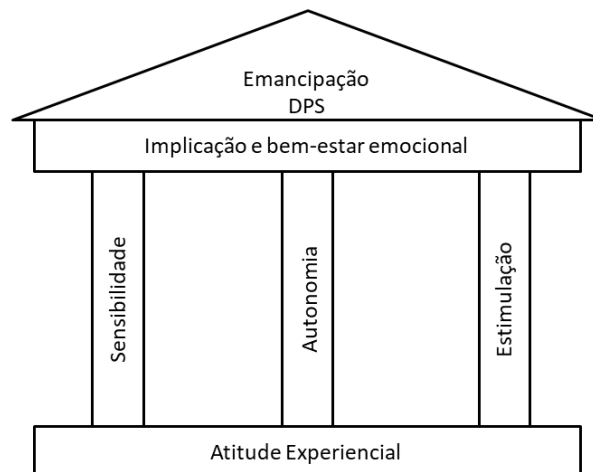 Emancipação
DPS
Implicação e bem-estar emocional
Sensibilidade
Autonomia
Estimulação
Atitude Experiencial